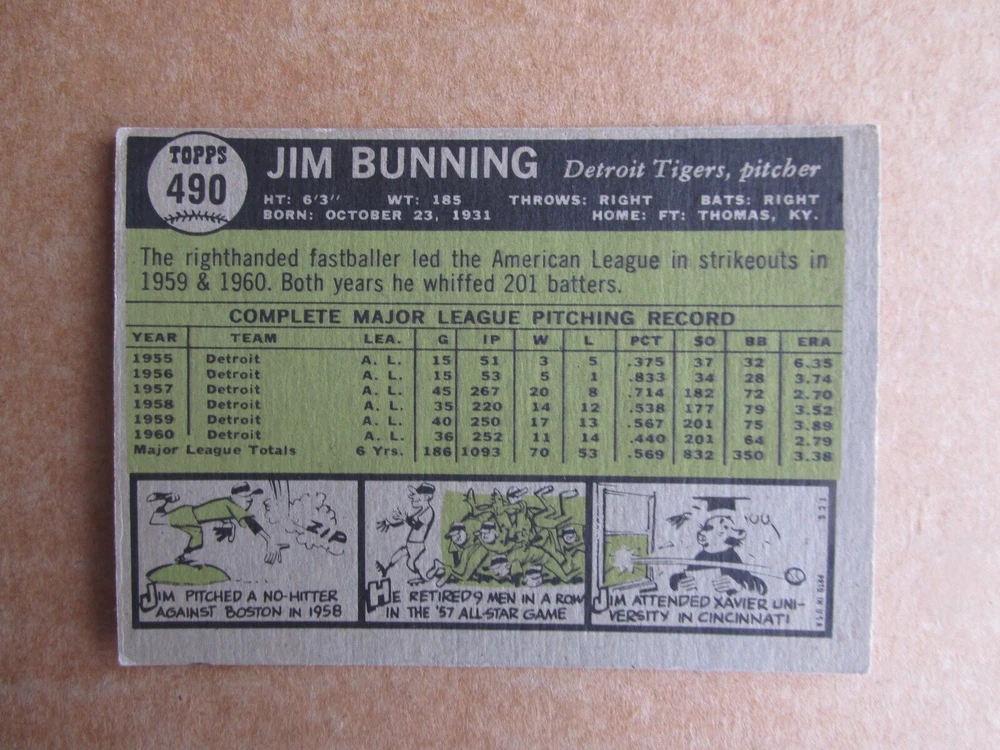 TOPPS
490
JIM BUNNING Detroit Tigers, pitcher
HT: 6'3" WT: 185 THROWS: RIGHT BATS: RIGHT
BORN: OCTOBER 23, 1931 HOME: FT: THOMAS, KY.
The righthanded fastballer led the American League in strikeouts in
1959 & 1960. Both years he whiffed 201 batters.
COMPLETE MAJOR LEAGUE PITCHING RECORD
YEAR TEAM LEA. G IP W L PCT SO BB ERA
1955 Detroit A. L. 15 51 3 5 .375 37 32 6.35
1956 Detroit A. L. 15 53 5 1 .833 34 28 3.74
1957 Detroit A. L. 45 267 20 8 .714 182 72 2.70
1958 Detroit A. L. 35 220 14 12 .538 177 79 3.52
1959 Detroit A. L. 40 250 17 13 .567 201 75 3.89
1960 Detroit A. L. 36 252 11 14 .440 201 64 2.79
Major League Totals 6 Yrs. 186 1093 70 53 .569 832 350 3.38
ZIP
JIM PITCHED A NO-HITTER
AGAINST BOSTON IN 1958
HE RETIRED 9 MEN IN A ROW
IN THE '57 ALL-STAR GAME
JIM ATTENDED XAVIER UNI-
VERSITY IN CINCINNATI
T.C.G. PRTD. IN U.S.A.